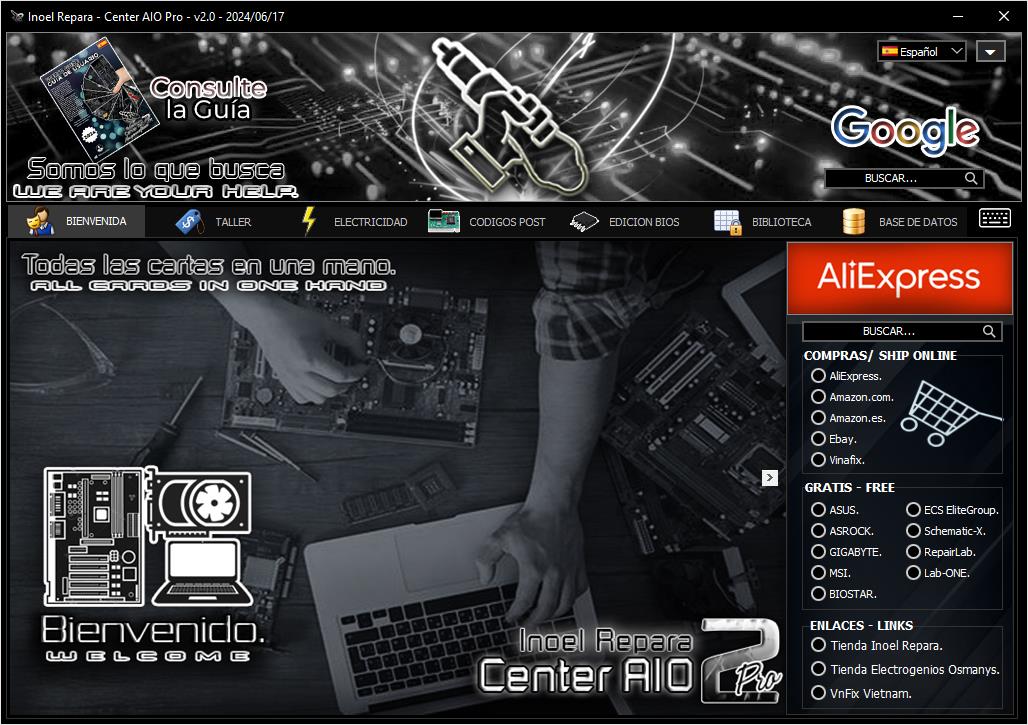 Inoel Repara - Center AIO Pro - v2.0 - 2024/06/17
GUÍA DE USUARIO
Consulte
la Guía
Somos lo que busca
WE ARE YOUR HELP.
Español
Google
BUSCAR...
BIENVENIDA
TALLER
ELECTRICIDAD
CODIGOS POST
EDICION BIOS
BIBLIOTECA
BASE DE DATOS
Todas las cartas en una mano.
ALL CARDS IN ONE HAND
Bienvenido.
WELCOME
Inoel Repara
Center AIO 2 Pro
AliExpress
BUSCAR...
COMPRAS/ SHIP ONLINE
AliExpress.
Amazon.com.
Amazon.es.
Ebay.
Vinafix.
GRATIS - FREE
ASUS.
ASROCK.
GIGABYTE.
MSI.
BIOSTAR.
ECS EliteGroup.
Schematic-X.
RepairLab.
Lab-ONE.
ENLACES - LINKS
Tienda Inoel Repara.
Tienda Electrogenios Osmanys.
VnFix Vietnam.